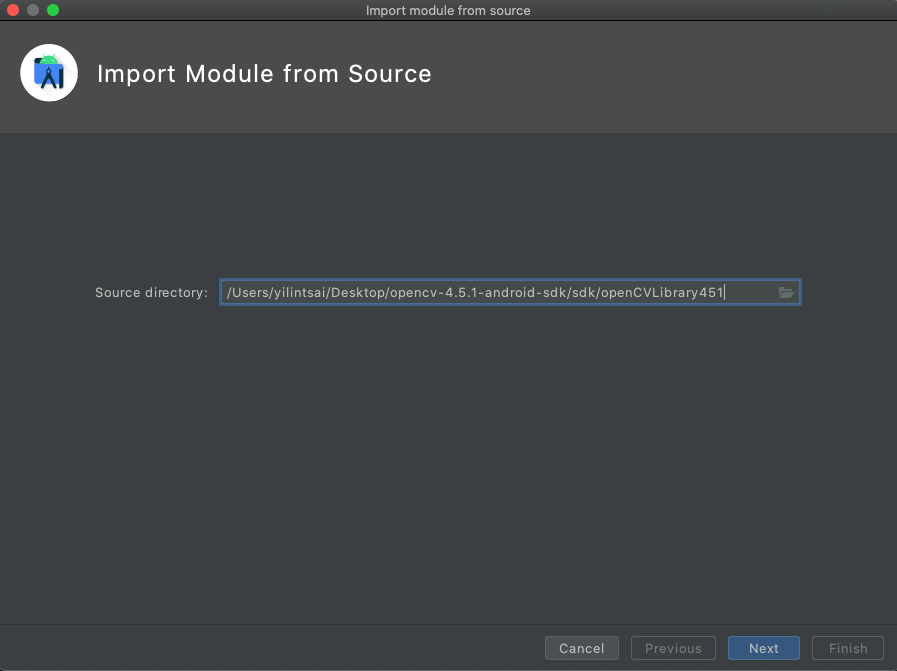 Import module from source
Import Module from Source
Source directory: /Users/yilintsai/Desktop/opencv-4.5.1-android-sdk/sdk/openCVLibrary451
Cancel Previous Next Finish